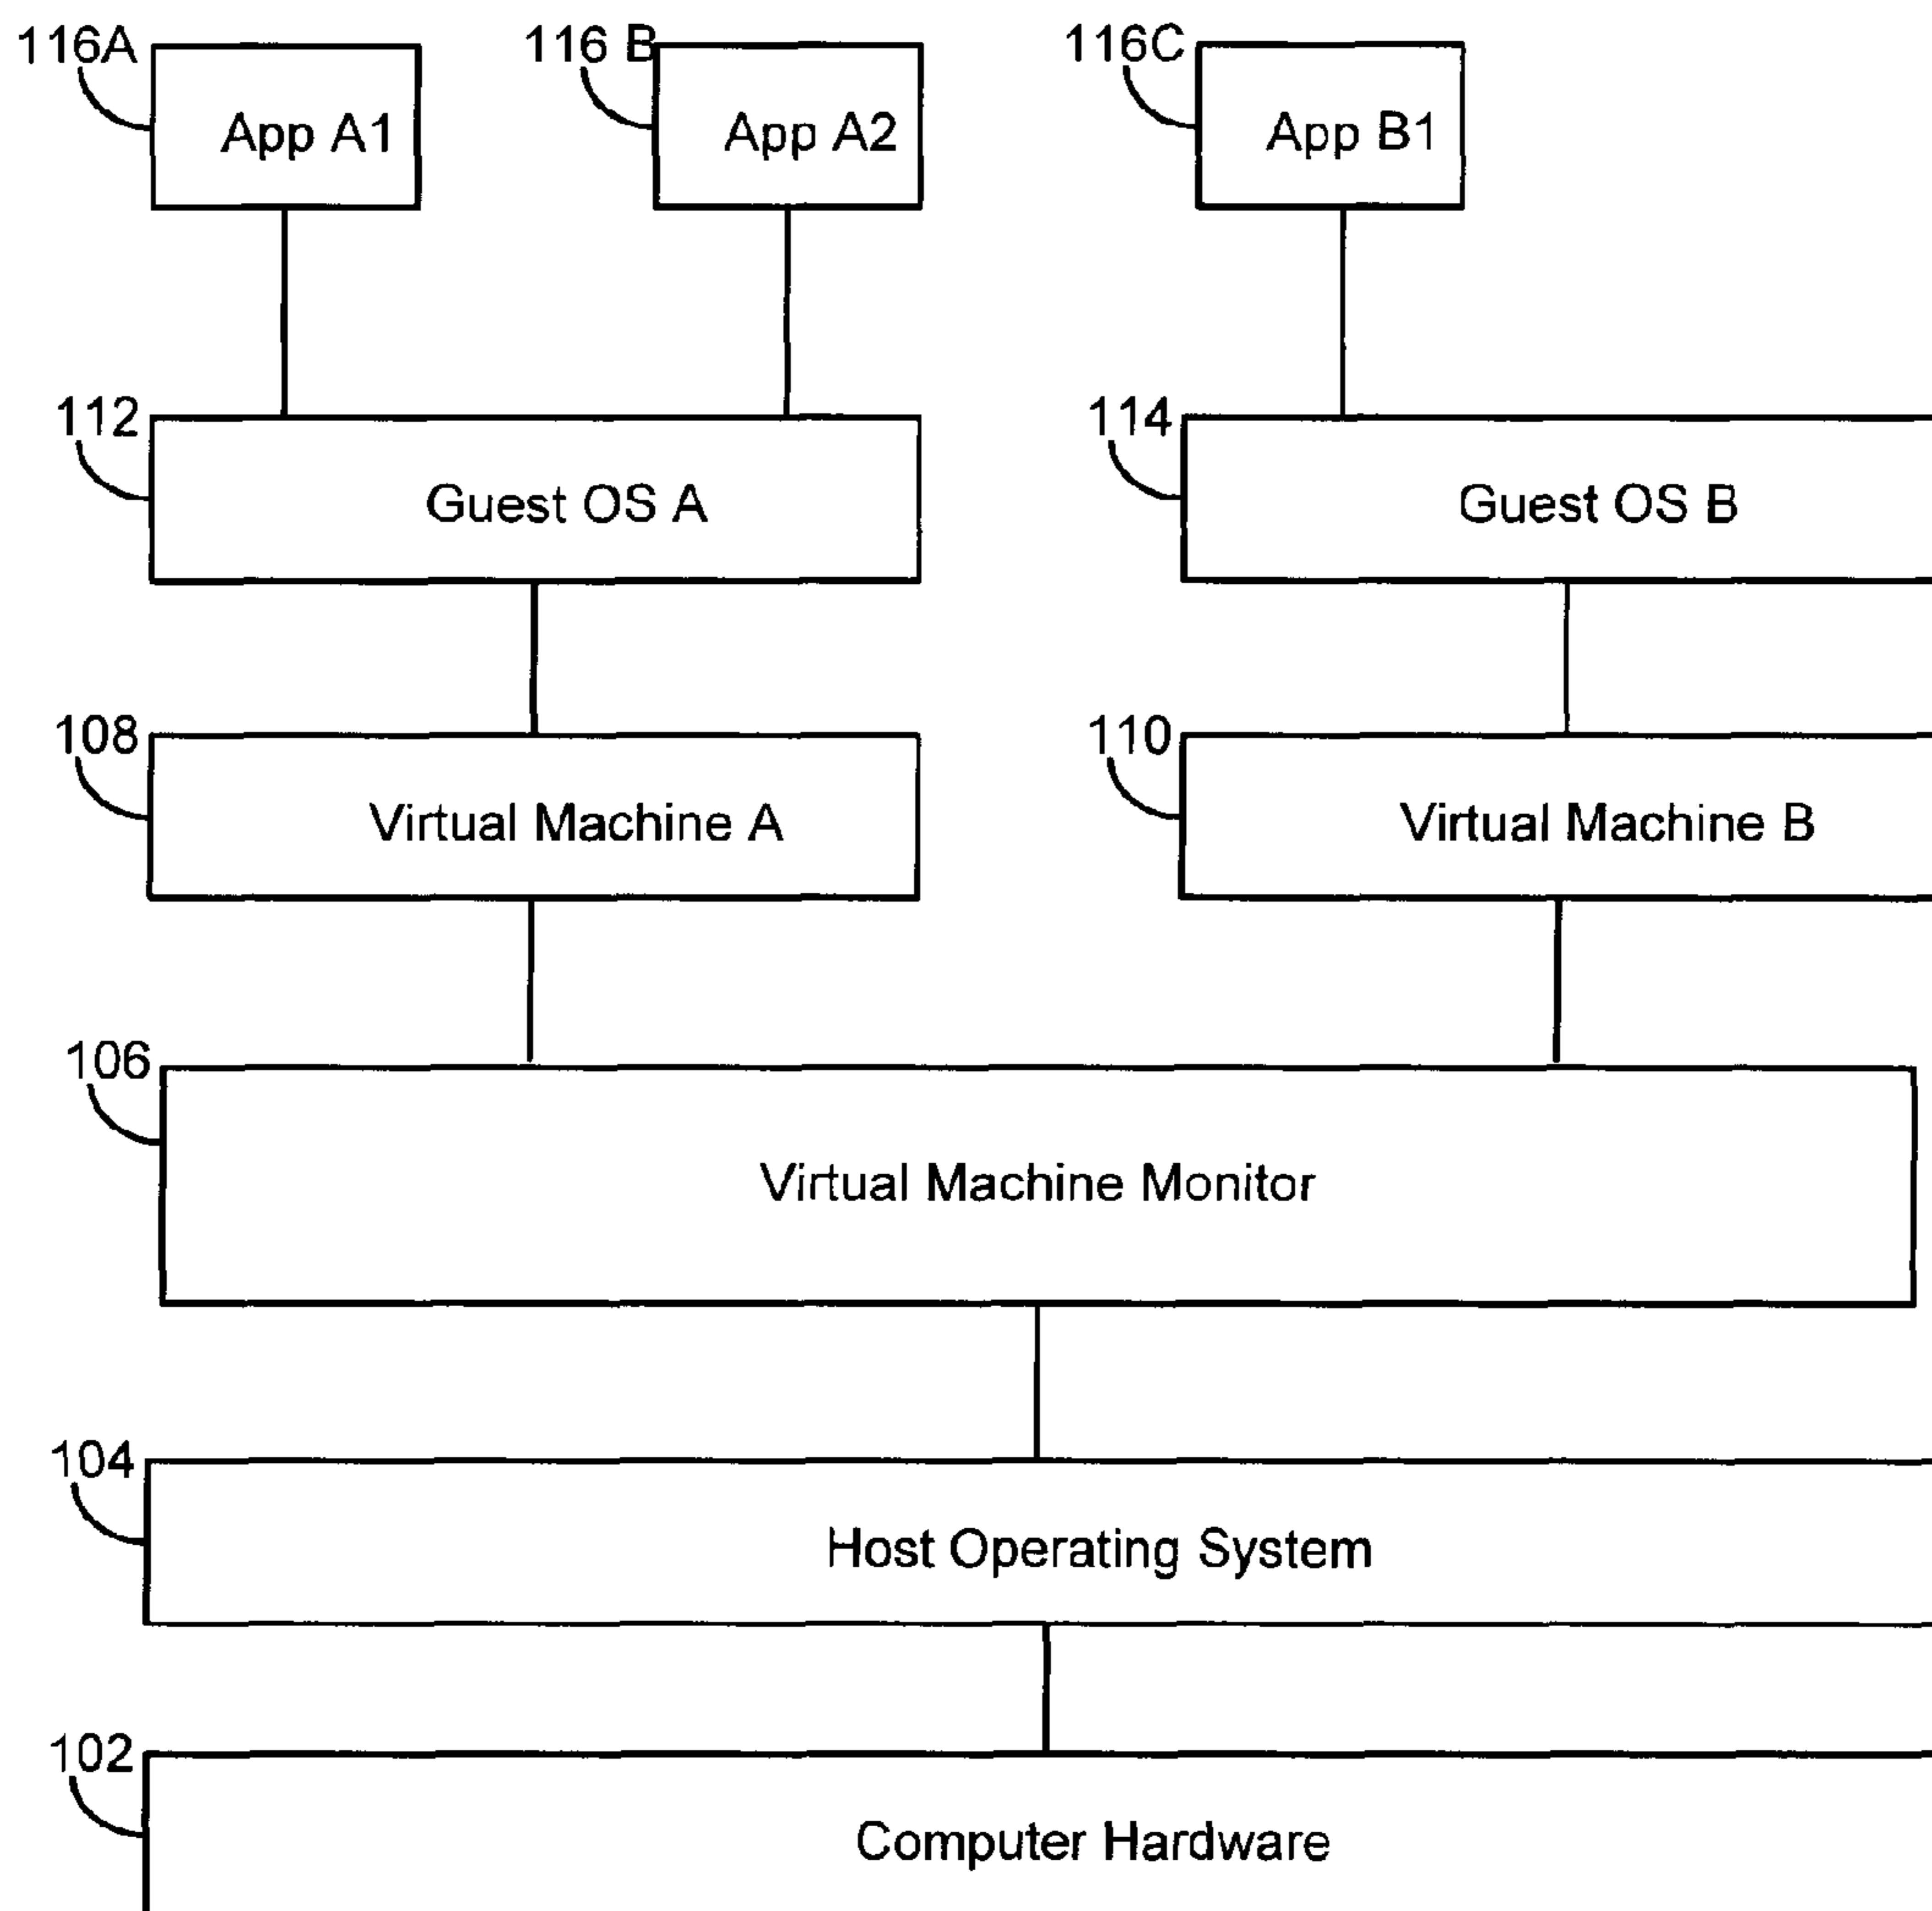 116A
116 B
116C
App A1
App A2
App B1
112
114
Guest OS A
Guest OS B
108
110
Virtual Machine A
Virtual Machine B
106
Virtual Machine Monitor
104
Host Operating System
102
Computer Hardware